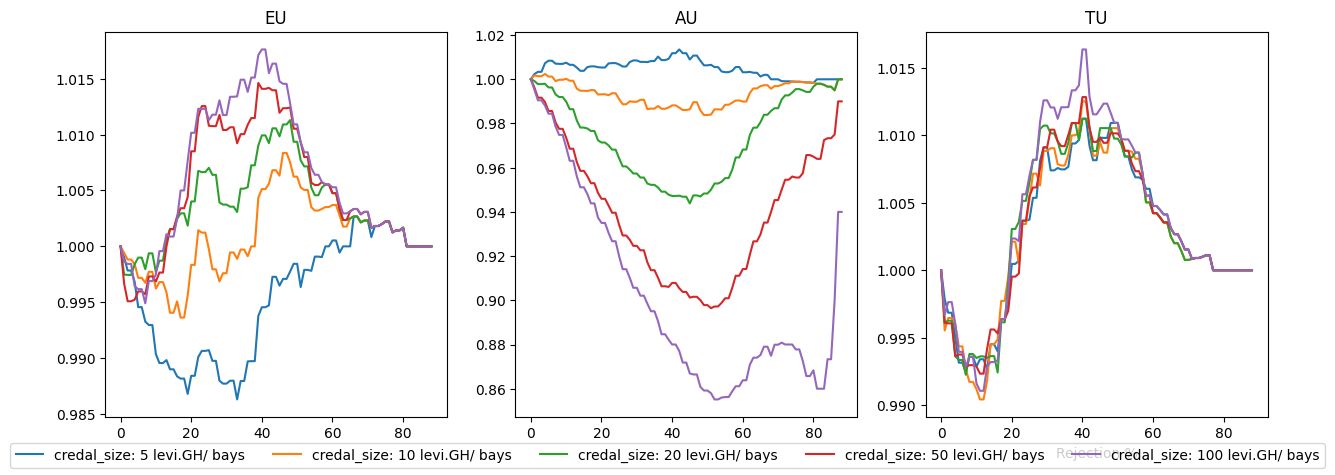 EU
AU
TU
1.015
1.010
1.005
1.000
0.995
0.990
0.985
0 20 40 60 80
1.02
1.00
0.98
0.96
0.94
0.92
0.90
0.88
0.86
0 20 40 60 80
1.015
1.010
1.005
1.000
0.995
0.990
0 20 40 60 80
Rejection
credal_size: 5 levi.GH/ bays
credal_size: 10 levi.GH/ bays
credal_size: 20 levi.GH/ bays
credal_size: 50 levi.GH/ bays
credal_size: 100 levi.GH/ bays